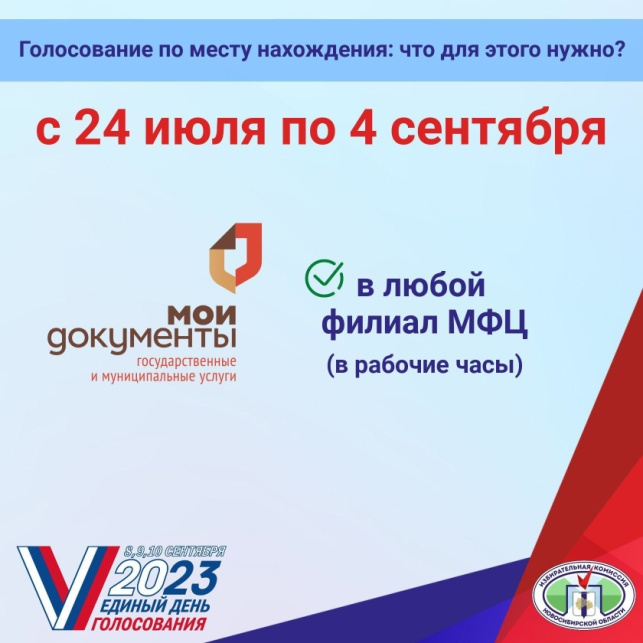 Голосование по месту нахождения: что для этого нужно?
с 24 июля по 4 сентября
мои
документы
государственные
и муниципальные услуги
в любой
филиал МФЦ
(в рабочие часы)
8,9,10 СЕНТЯБРЯ
2023
ЕДИНЫЙ ДЕНЬ
ГОЛОСОВАНИЯ
ИЗБИРАТЕЛЬНАЯ КОМИССИЯ
НОВОСИБИРСКОЙ ОБЛАСТИ